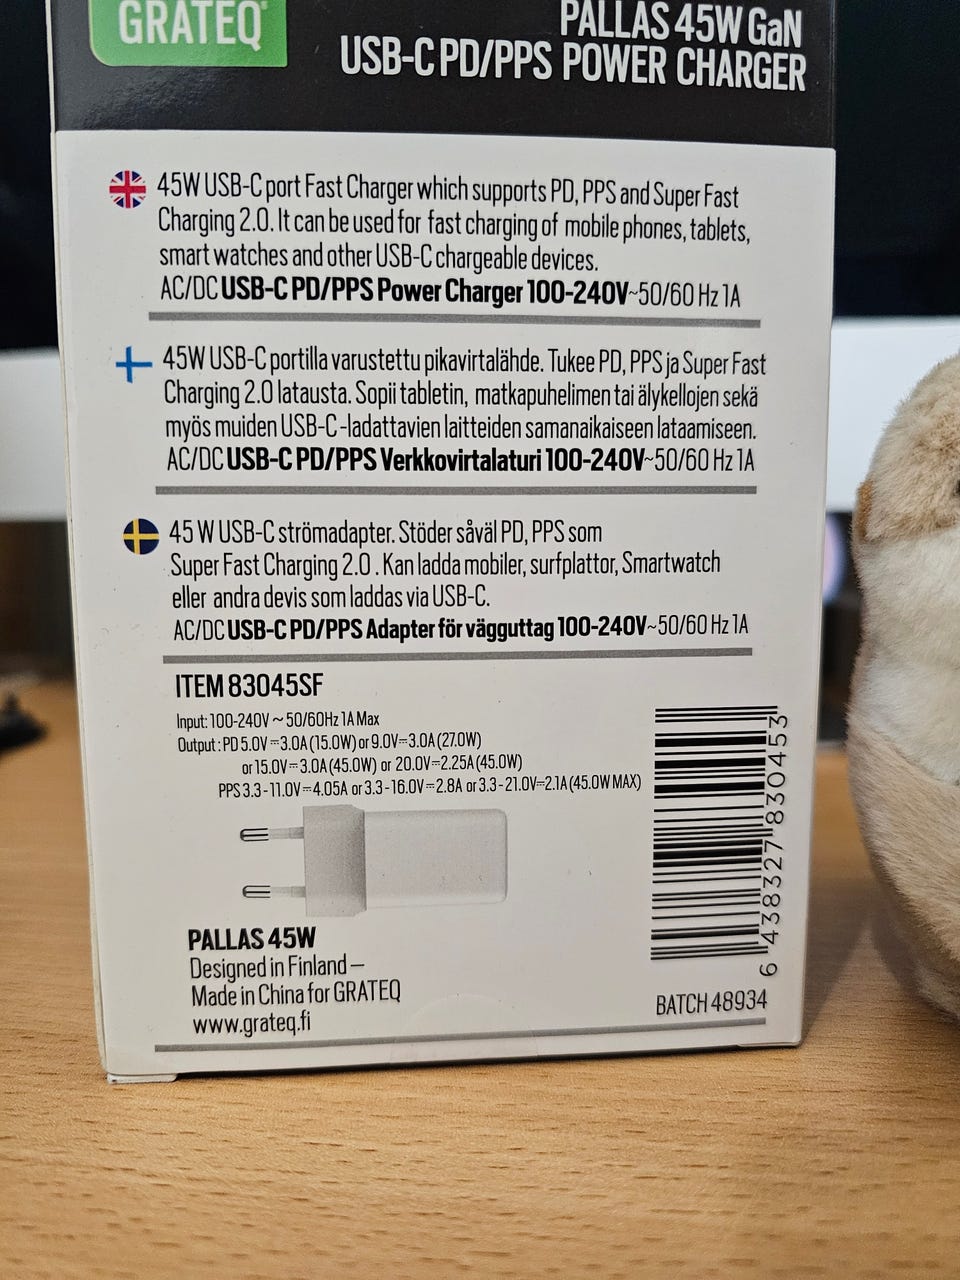 GRATEQ
PALLAS 45W GaN
USB-C PD/PPS POWER CHARGER
45W USB-C port Fast Charger which supports PD, PPS and Super Fast
Charging 2.0. It can be used for fast charging of mobile phones, tablets,
smart watches and other USB-C chargeable devices.
AC/DC USB-C PD/PPS Power Charger 100-240V~50/60 Hz 1A
45W USB-C portilla varustettu pikavirtalähde. Tukee PD, PPS ja Super Fast
Charging 2.0 latausta. Sopii tabletin, matkapuhelimen tai älykellojen sekä
myös muiden USB-C -ladattavien laitteiden samanaikaiseen lataamiseen.
AC/DC USB-C PD/PPS Verkkovirtalaturi 100-240V~50/60 Hz 1A
45 W USB-C strömadapter. Stöder såväl PD, PPS som
Super Fast Charging 2.0 . Kan ladda mobiler, surfplattor, Smartwatch
eller andra devis som laddas via USB-C.
AC/DC USB-C PD/PPS Adapter för vägguttag 100-240V~50/60 Hz 1A
ITEM 83045SF
Input: 100-240V ~ 50/60Hz 1A Max
Output : PD 5.0V⎓3.0A (15.0W) or 9.0V⎓3.0A (27.0W)
or 15.0V⎓3.0A (45.0W) or 20.0V⎓2.25A (45.0W)
PPS 3.3 - 11.0V⎓4.05A or 3.3 - 16.0V⎓2.8A or 3.3 - 21.0V⎓2.1A (45.0W MAX)
PALLAS 45W
Designed in Finland –
Made in China for GRATEQ
www.grateq.fi
6 438327 830453
BATCH 48934